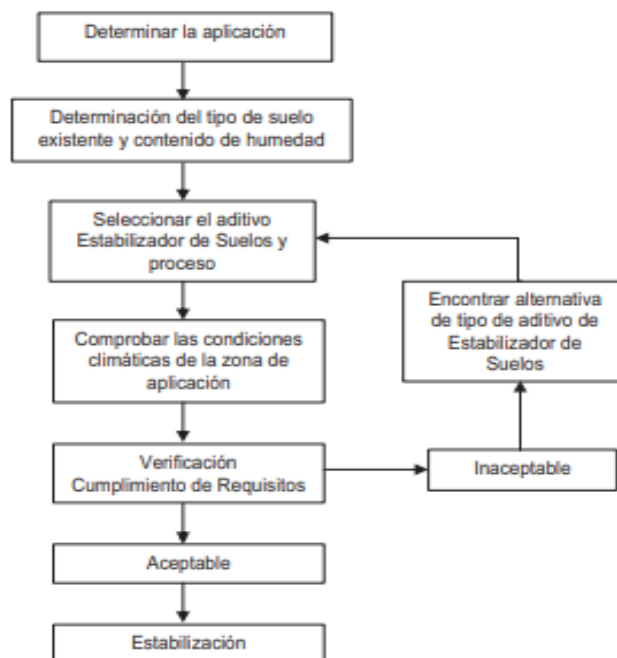 Determinar la aplicación
Determinación del tipo de suelo
existente y contenido de humedad
Seleccionar el aditivo
Estabilizador de Suelos y
proceso
Encontrar alternativa
de tipo de aditivo de
Estabilizador de
Suelos
Comprobar las condiciones
climáticas de la zona de
aplicación
Verificación
Cumplimiento de Requisitos
Inaceptable
Aceptable
Estabilización